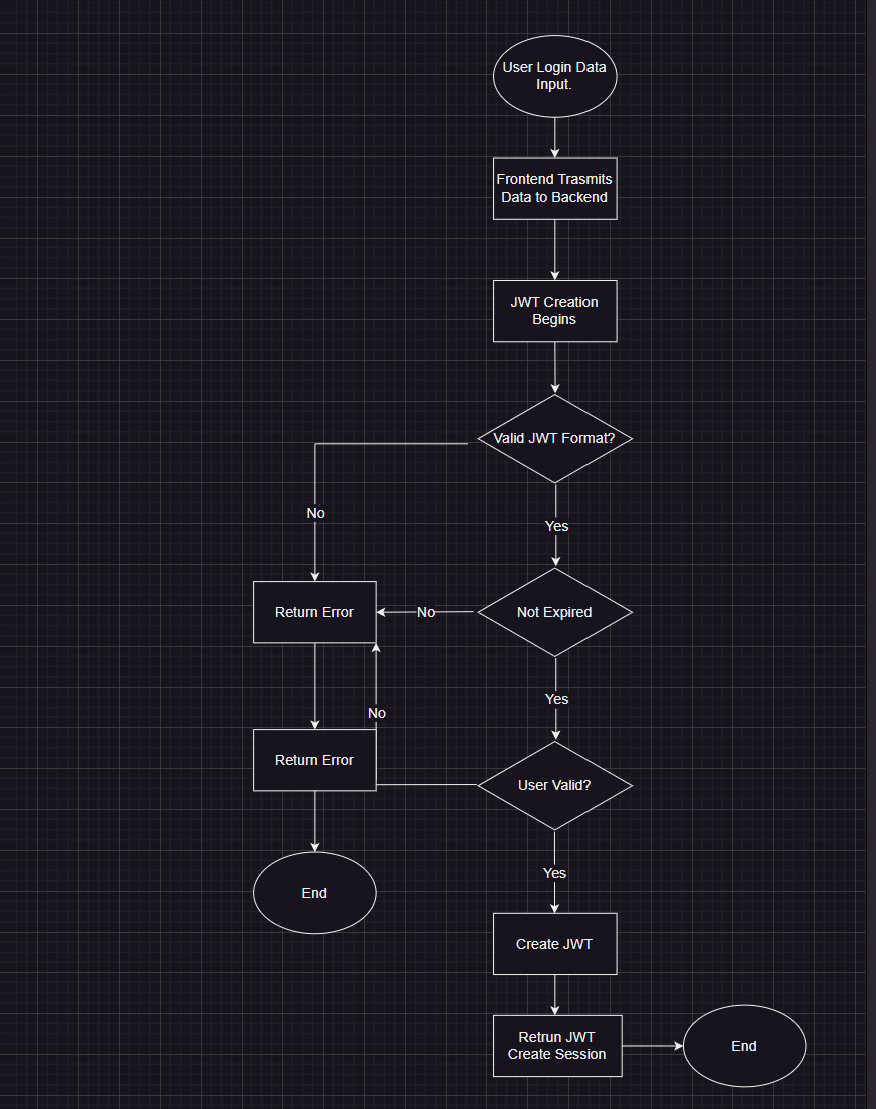 User Login Data
Input.
Frontend Trasmits
Data to Backend
JWT Creation
Begins
Valid JWT Format?
No
Yes
Return Error
No
Not Expired
Yes
No
Return Error
User Valid?
Yes
End
Create JWT
Retrun JWT
Create Session
End